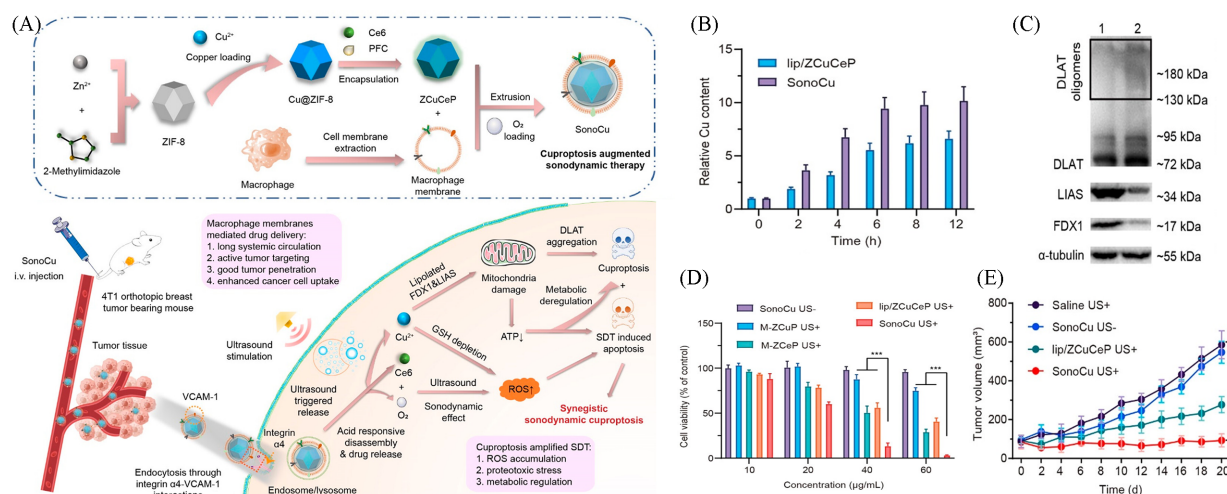 (A)
Zn²⁺
+
2-Methylimidazole
ZIF-8
Cu²⁺
Copper loading
Cu@ZIF-8
Ce6
PFC
Encapsulation
ZCuCeP
+
Macrophage
Cell membrane
extraction
Macrophage
membrane
Extrusion
O₂
loading
SonoCu
Cuproptosis augmented
sonodynamic therapy
SonoCu
i.v. injection
4T1 orthotopic breast
tumor bearing mouse
Macrophage membranes
mediated drug delivery:
1. long systemic circulation
2. active tumor targeting
3. good tumor penetration
4. enhanced cancer cell uptake
Tumor tissue
VCAM-1
Integrin
α4
Endocytosis through
integrin α4-VCAM-1
interactions
Endosome/lysosome
Ultrasound
stimulation
Ultrasound
triggered
release
Acid responsive
disassembly
& drug release
Cu²⁺
Ce6
+
O₂
Lipolated
FDX1&LIAS
GSH depletion
Ultrasound
Sonodynamic
effect
ROS↑
Mitochondria
damage
ATP↓
DLAT
aggregation
Metabolic
deregulation
Cuproptosis
+
SDT induced
apoptosis
Synegistic
sonodynamic cuproptosis
Cuproptosis amplified SDT:
1. ROS accumulation
2. proteotoxic stress
3. metabolic regulation
(B)
Relative Cu content
15
10
5
0
lip/ZCuCeP
SonoCu
0 2 4 6 8 12
Time (h)
(C)
1 2
DLAT
oligomers
~180 kDa
~130 kDa
~95 kDa
DLAT ~72 kDa
LIAS ~34 kDa
FDX1 ~17 kDa
α-tubulin ~55 kDa
(D)
SonoCu US-
M-ZCuP US+
M-ZCeP US+
lip/ZCuCeP US+
SonoCu US+
Cell viability (% of control)
100
75
50
25
0
***
***
10 20 40 60
Concentration (μg/mL)
(E)
Saline US+
SonoCu US-
lip/ZCuCeP US+
SonoCu US+
Tumor volume (mm³)
800
600
400
200
0
0 2 4 6 8 10 12 14 16 18 20
Time (d)